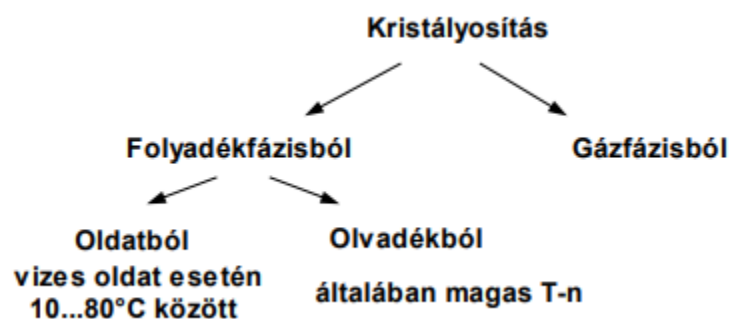 Kristályosítás
Folyadékfázisból
Gázfázisból
Oldatból
vizes oldat esetén
10...80°C között
Olvadékból
általában magas T-n